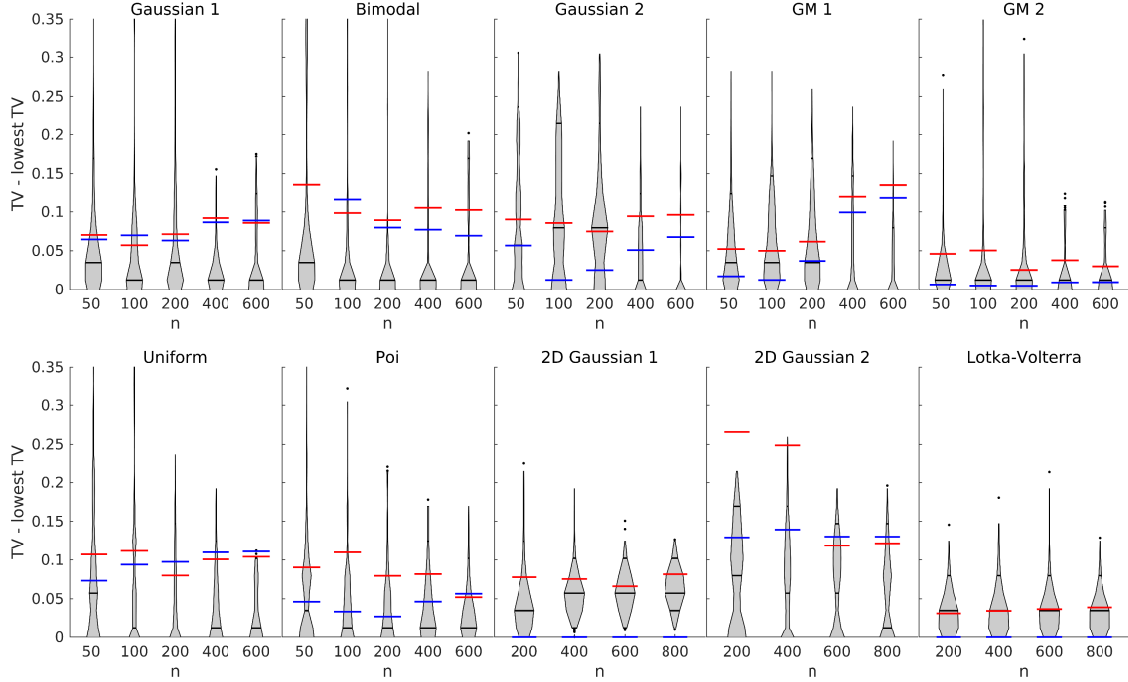 Gaussian 1 Bimodal Gaussian 2 GM 1 GM 2
0.35
0.3
0.25
0.2
0.15
0.1
0.05
0
TV - lowest TV
50 100 200 400 600 50 100 200 400 600 50 100 200 400 600 50 100 200 400 600 50 100 200 400 600
n n n n n
Uniform Poi 2D Gaussian 1 2D Gaussian 2 Lotka-Volterra
0.35
0.3
0.25
0.2
0.15
0.1
0.05
0
TV - lowest TV
50 100 200 400 600 50 100 200 400 600 200 400 600 800 200 400 600 800 200 400 600 800
n n n n n